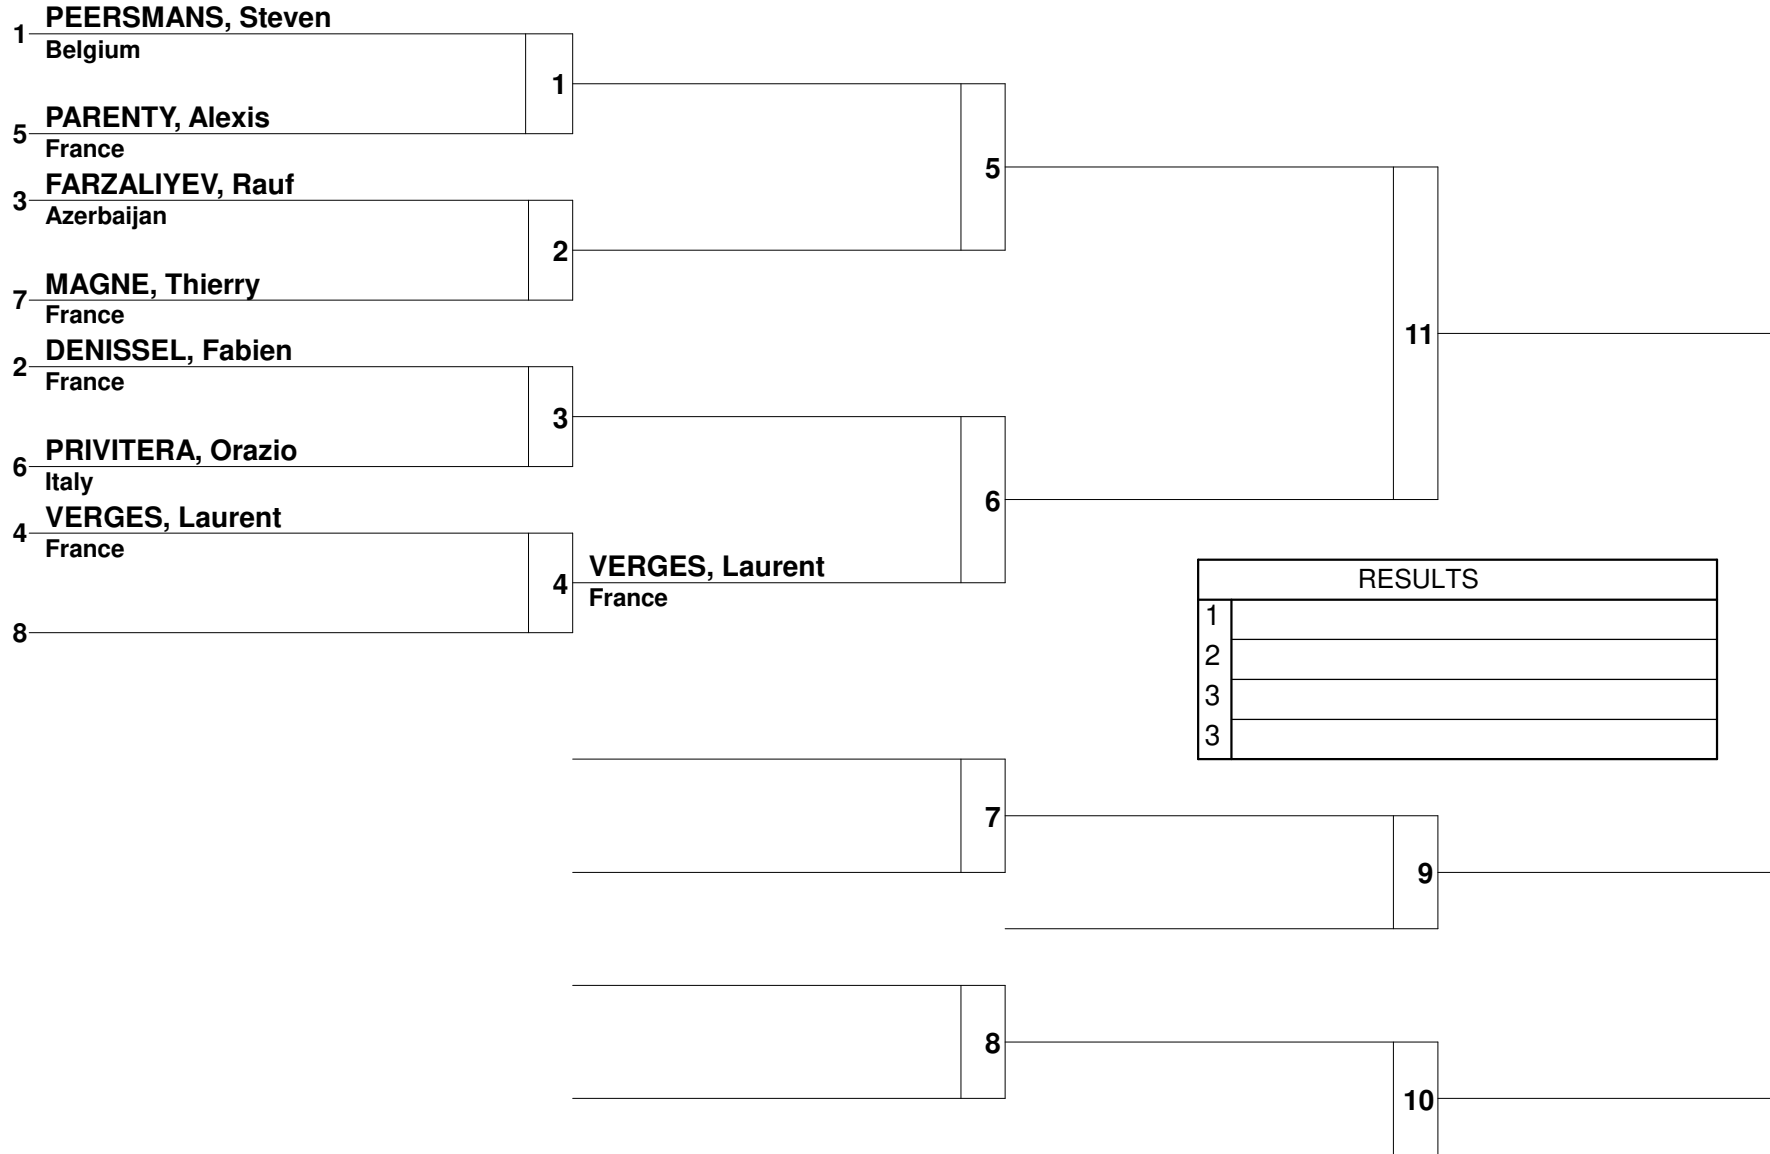 PEERSMANS, Steven
1
Belgium
1
PARENTY, Alexis
5
France
5
FARZALIYEV, Rauf
3
Azerbaijan
2
MAGNE, Thierry
7
France
11
DENISSEL, Fabien
2
France
3
PRIVITERA, Orazio
6
Italy
6
VERGES, Laurent
4
France
4
VERGES, Laurent
France
8
RESULTS
1
2
3
3
7
9
8
10